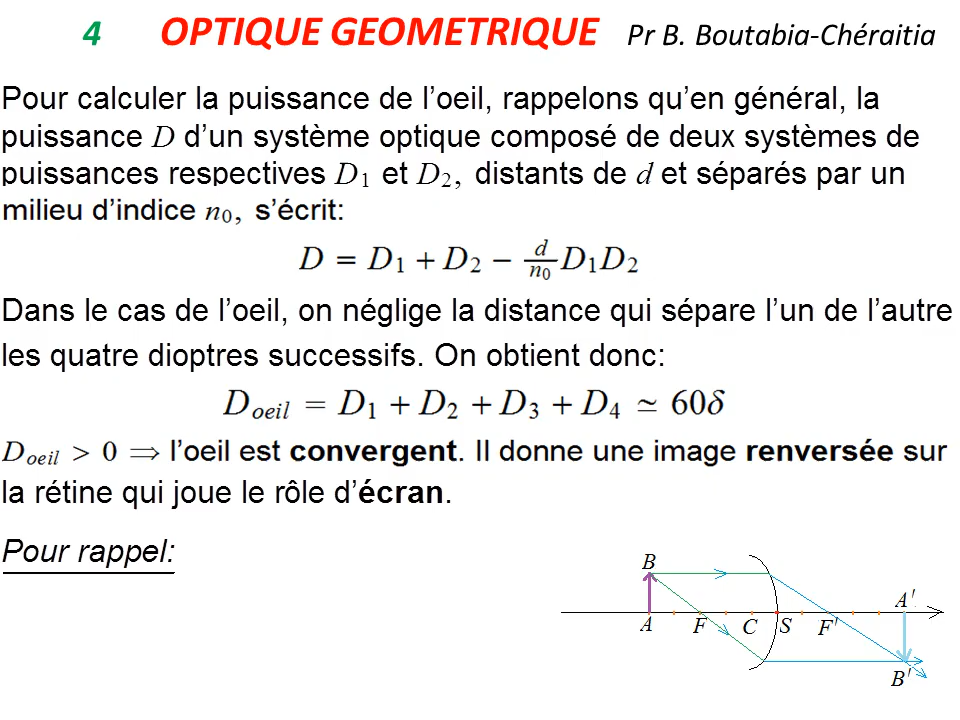 4 OPTIQUE GEOMETRIQUE Pr B. Boutabia-Chéraitia
Pour calculer la puissance de l'oeil, rappelons qu'en général, la
puissance D d'un système optique composé de deux systèmes de
puissances respectives D₁ et D₂, distants de d et séparés par un
milieu d'indice n₀, s'écrit:
D = D₁ + D₂ − d/n₀ D₁D₂
Dans le cas de l'oeil, on néglige la distance qui sépare l'un de l'autre
les quatre dioptres successifs. On obtient donc:
D_oeil = D₁ + D₂ + D₃ + D₄ ≃ 60δ
D_oeil > 0 ⟹ l'oeil est convergent. Il donne une image renversée sur
la rétine qui joue le rôle d'écran.
Pour rappel:
B
A F C S F' A'
B'